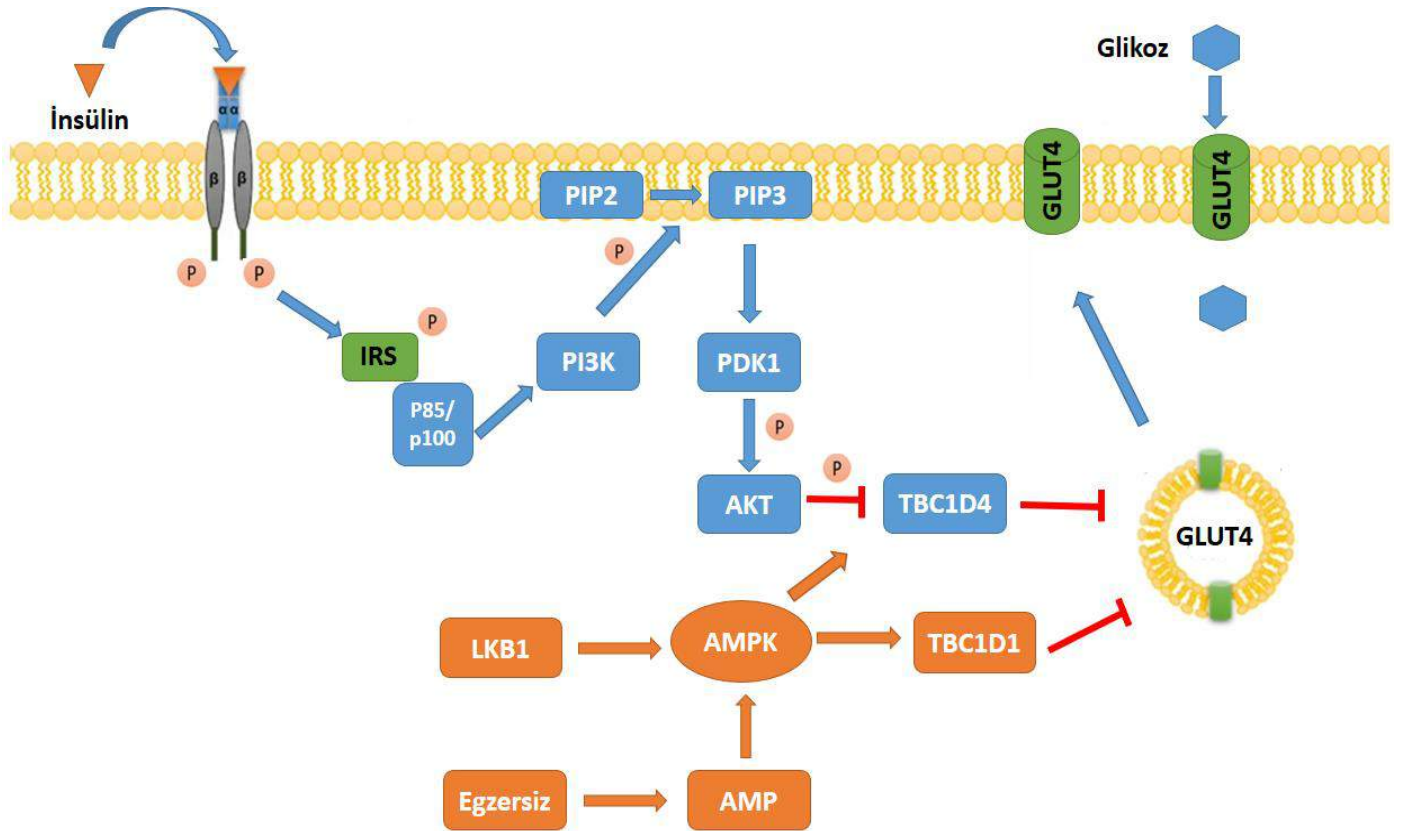 Glikoz
İnsülin
α α
β β
PIP2
PIP3
GLUT4
GLUT4
P
P
P
P
IRS
PI3K
PDK1
P85/
p100
P
P
AKT
TBC1D4
GLUT4
LKB1
AMPK
TBC1D1
Egzersiz
AMP